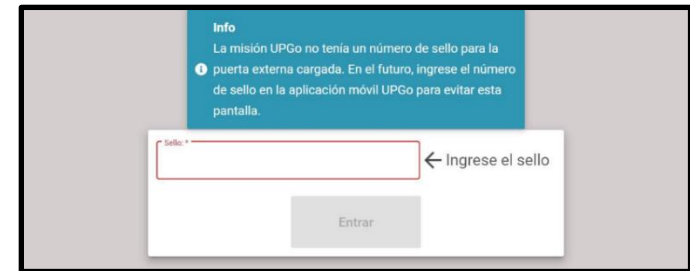 Info
La misión UPGo no tenía un número de sello para la
puerta externa cargada. En el futuro, ingrese el número
de sello en la aplicación móvil UPGo para evitar esta
pantalla.
Sello: *
Ingrese el sello
Entrar